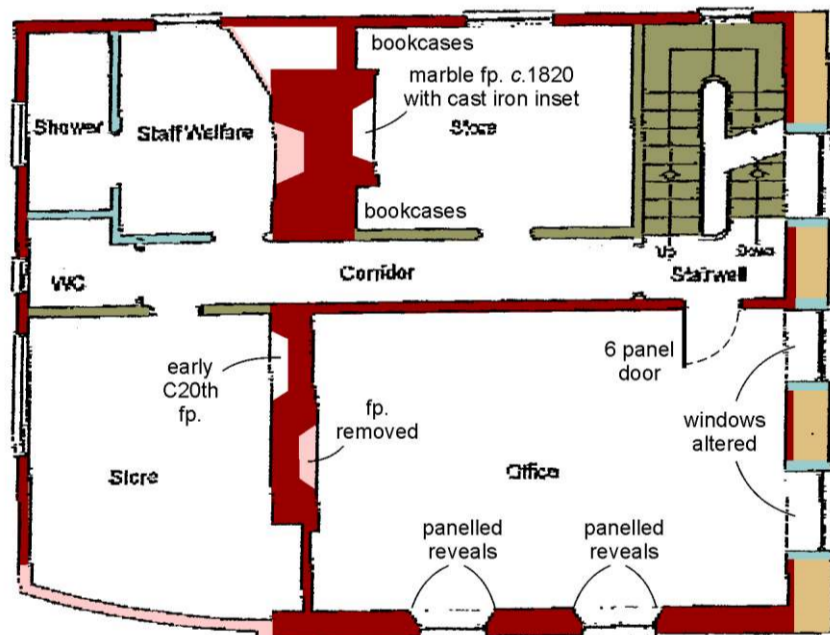 bookcases
marble fp. c.1820
with cast iron inset
Shower
Staff Welfare
Store
bookcases
Up
Down
WC
Corridor
Stairwell
early
C20th
fp.
6 panel
door
fp.
removed
windows
altered
Store
Office
panelled
reveals
panelled
reveals